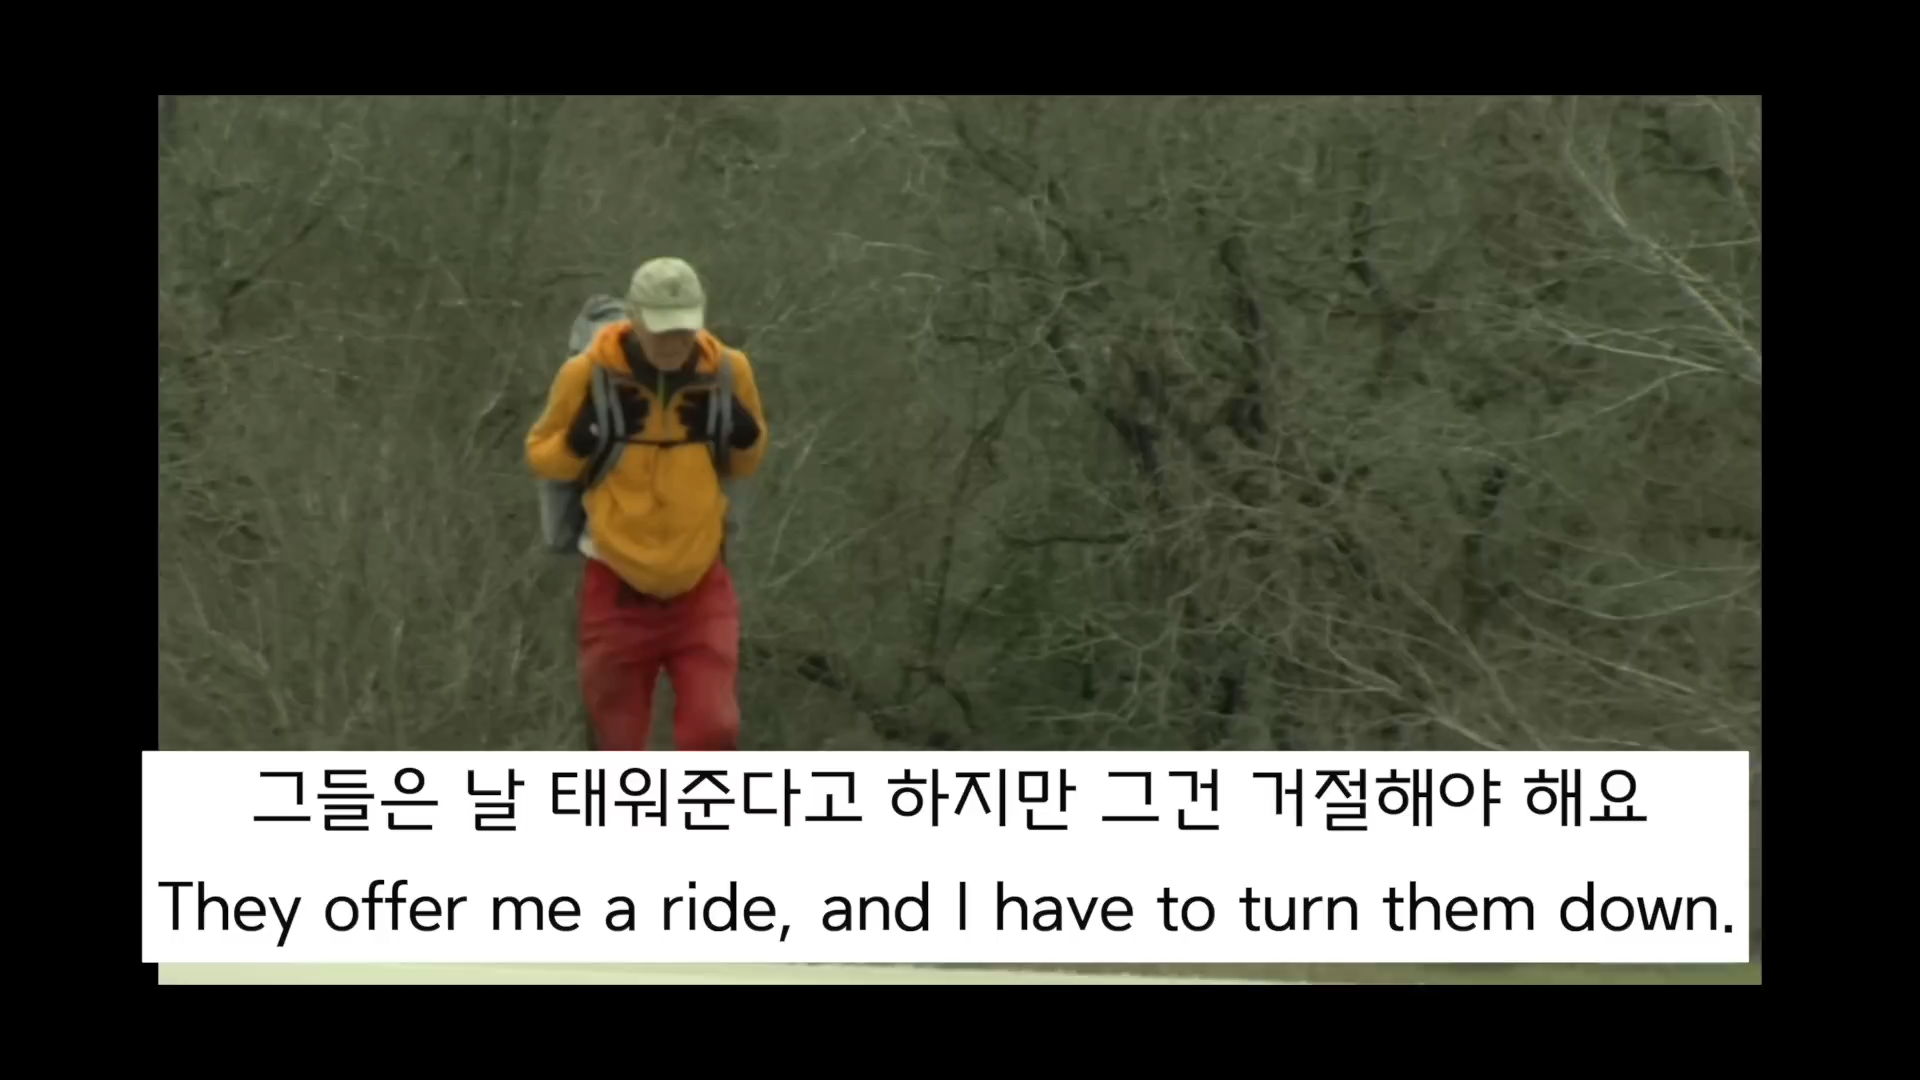 그들은 날 태워준다고 하지만 그건 거절해야 해요
They offer me a ride, and I have to turn them down.